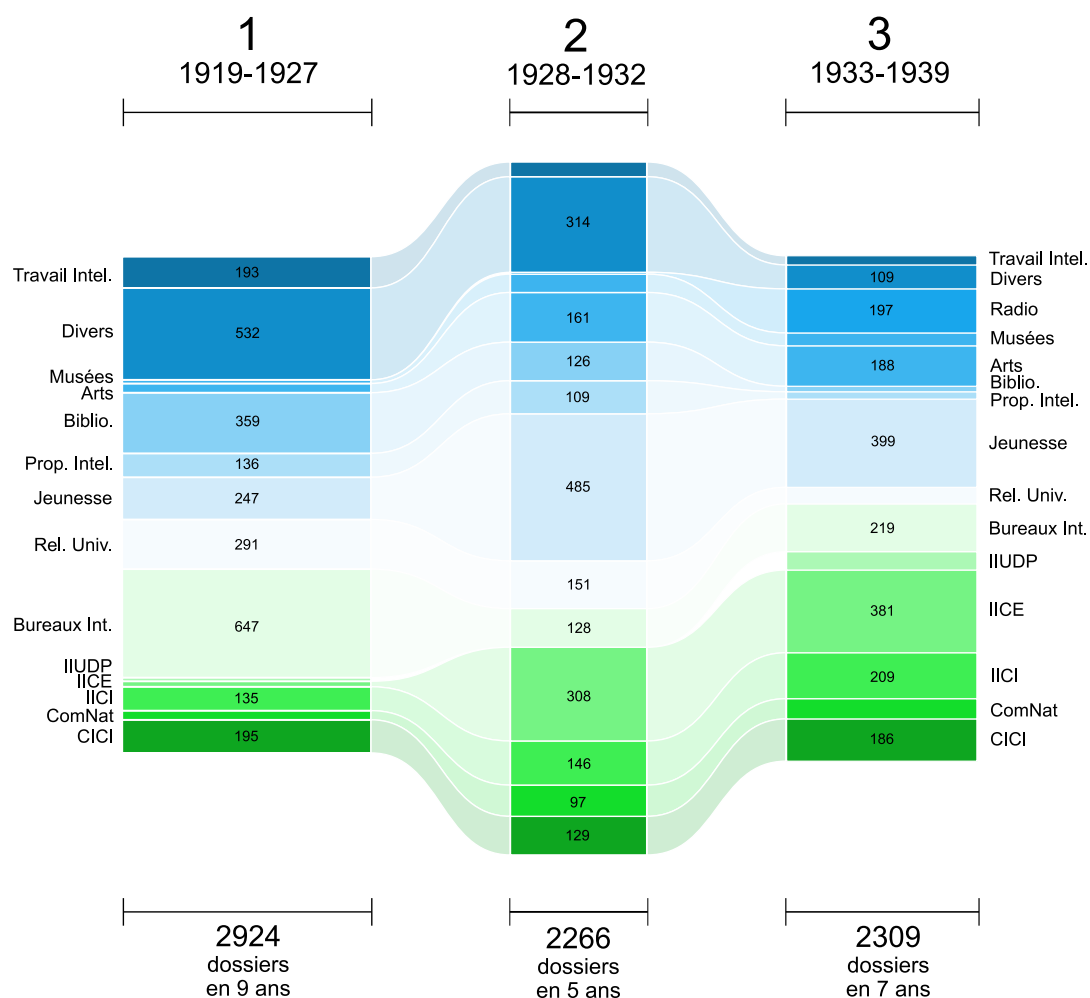 1
1919-1927
2
1928-1932
3
1933-1939
Travail Intel.
Divers
Musées
Arts
Biblio.
Prop. Intel.
Jeunesse
Rel. Univ.
Bureaux Int.
IIUDP
IICE
IICI
ComNat
CICI
193
532
359
136
247
291
647
135
195
314
161
126
109
485
151
128
308
146
97
129
109
197
188
399
219
381
209
186
Travail Intel.
Divers
Radio
Musées
Arts
Biblio.
Prop. Intel.
Jeunesse
Rel. Univ.
Bureaux Int.
IIUDP
IICE
IICI
ComNat
CICI
2924
dossiers
en 9 ans
2266
dossiers
en 5 ans
2309
dossiers
en 7 ans